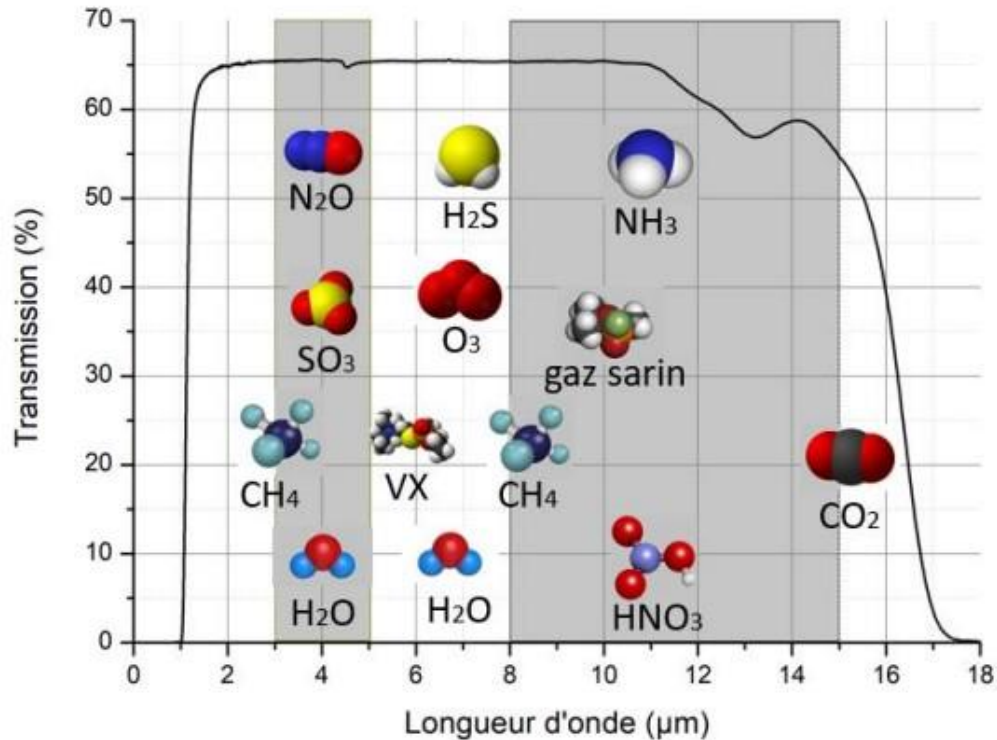 70
60
50
40
30
20
10
0
Transmission (%)
N₂O
H₂S
NH₃
SO₃
O₃
gaz sarin
CH₄
VX
CH₄
CO₂
H₂O
H₂O
HNO₃
0 2 4 6 8 10 12 14 16 18
Longueur d'onde (µm)